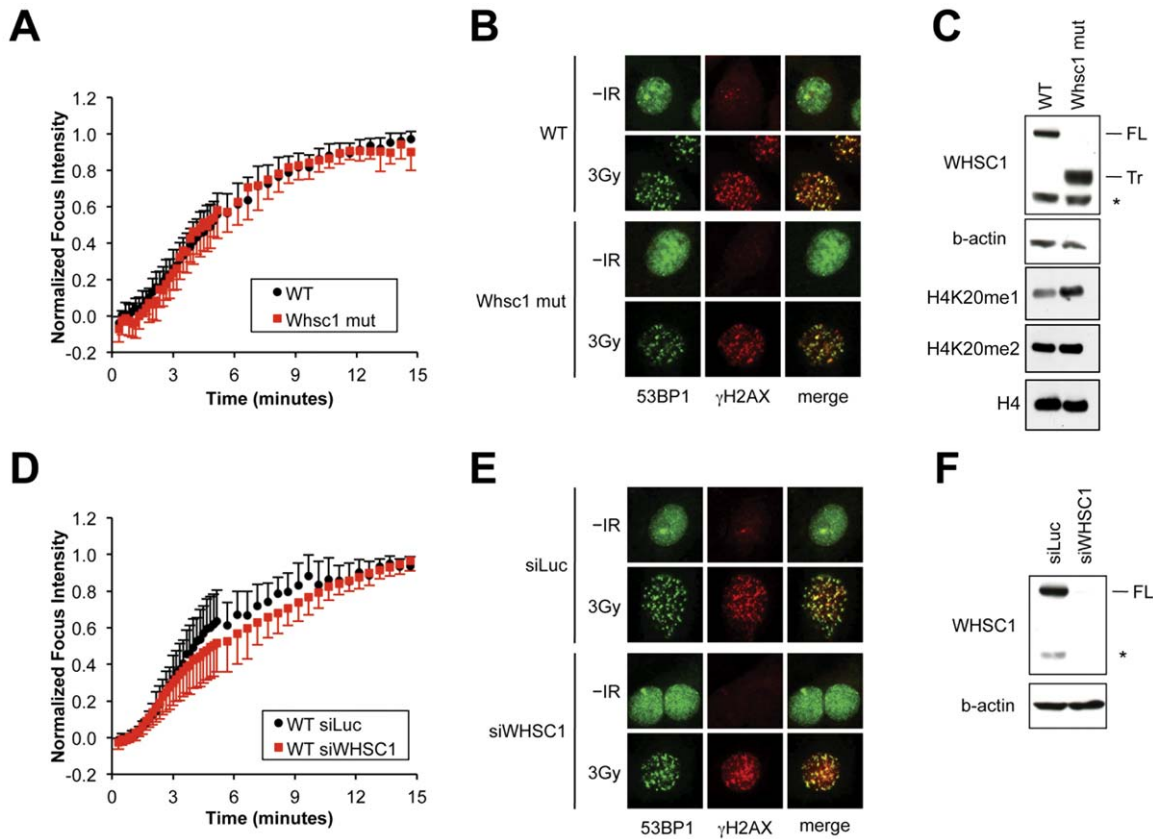 A
Normalized Focus Intensity
1.2
1.0
0.8
0.6
0.4
0.2
0.0
-0.2
0
3
6
9
12
15
Time (minutes)
WT
Whsc1 mut
B
WT
−IR
3Gy
Whsc1 mut
−IR
3Gy
53BP1
γH2AX
merge
C
WT
Whsc1 mut
WHSC1
FL
Tr
*
b-actin
H4K20me1
H4K20me2
H4
D
Normalized Focus Intensity
1.2
1.0
0.8
0.6
0.4
0.2
0.0
-0.2
0
3
6
9
12
15
Time (minutes)
WT siLuc
WT siWHSC1
E
siLuc
−IR
3Gy
siWHSC1
−IR
3Gy
53BP1
γH2AX
merge
F
siLuc
siWHSC1
WHSC1
FL
*
b-actin